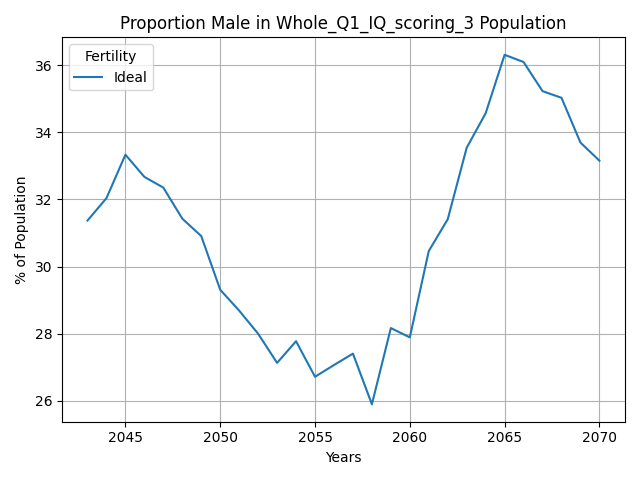 Proportion Male in Whole_Q1_IQ_scoring_3 Population
Fertility
Ideal
% of Population
36
34
32
30
28
26
2045 2050 2055 2060 2065 2070
Years